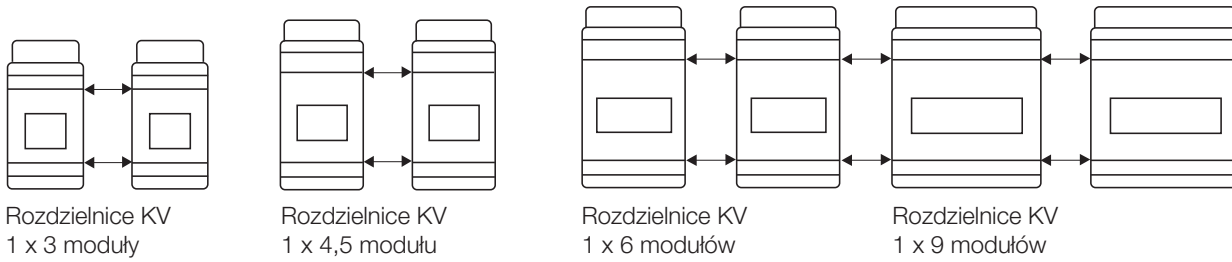 Rozdzielnice KV
1 x 3 moduły
Rozdzielnice KV
1 x 4,5 modułu
Rozdzielnice KV
1 x 6 modułów
Rozdzielnice KV
1 x 9 modułów